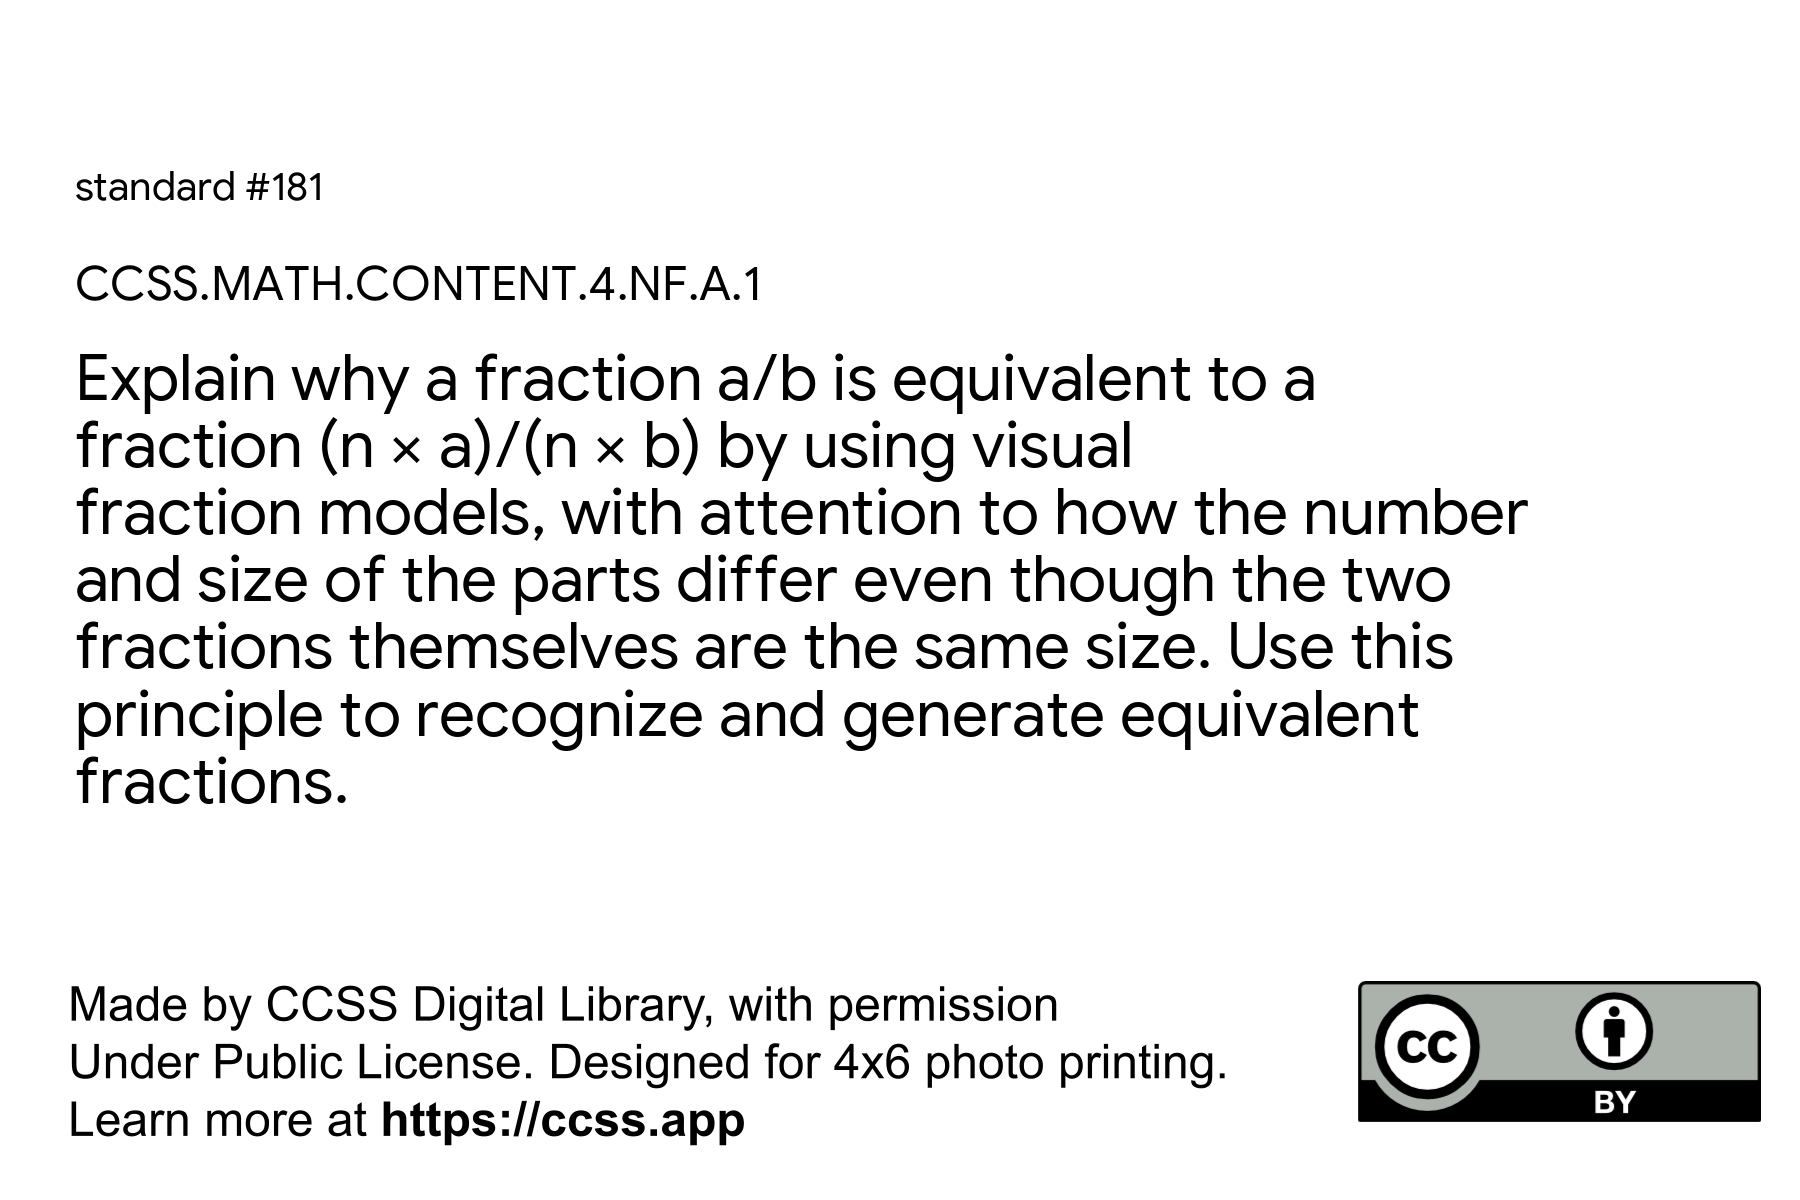 standard #181
CCSS.MATH.CONTENT.4.NF.A.1
Explain why a fraction a/b is equivalent to a
fraction (n × a)/(n × b) by using visual
fraction models, with attention to how the number
and size of the parts differ even though the two
fractions themselves are the same size. Use this
principle to recognize and generate equivalent
fractions.
Made by CCSS Digital Library, with permission
Under Public License. Designed for 4x6 photo printing.
Learn more at https://ccss.app
cc
BY